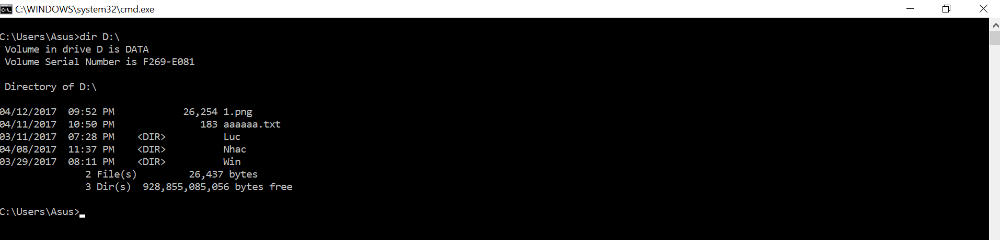 C:\WINDOWS\system32\cmd.exe
C:\Users\Asus>dir D:\
 Volume in drive D is DATA
 Volume Serial Number is F269-E081
 Directory of D:\
04/12/2017  09:52 PM            26,254 1.png
04/11/2017  10:50 PM               183 aaaaaa.txt
03/11/2017  07:28 PM    <DIR>          Luc
04/08/2017  11:37 PM    <DIR>          Nhac
03/29/2017  08:11 PM    <DIR>          Win
               2 File(s)         26,437 bytes
               3 Dir(s)  928,855,085,056 bytes free
C:\Users\Asus>